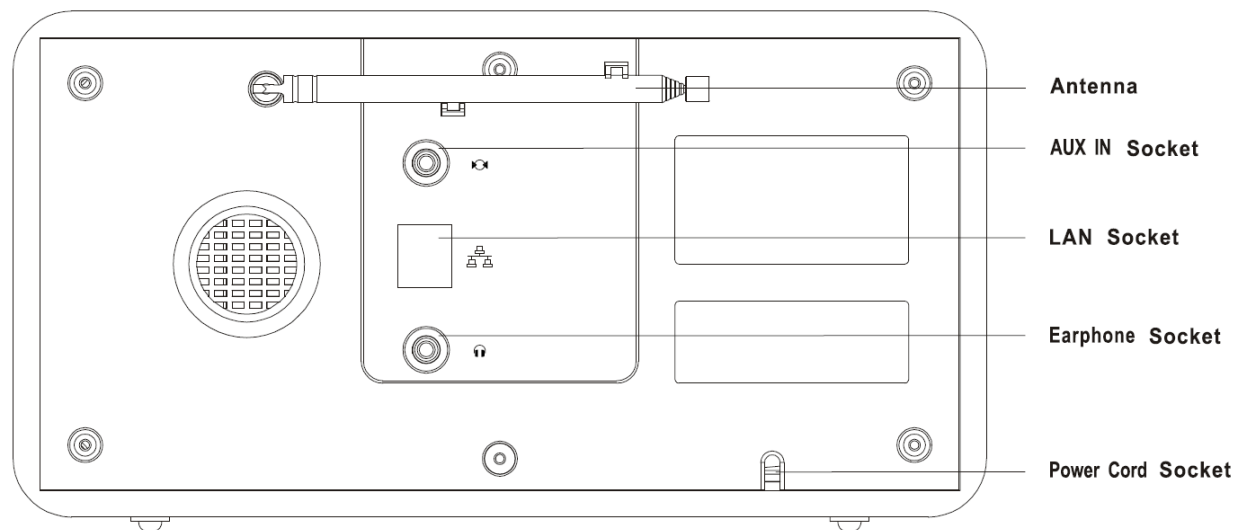 Antenna
AUX IN Socket
LAN Socket
Earphone Socket
Power Cord Socket